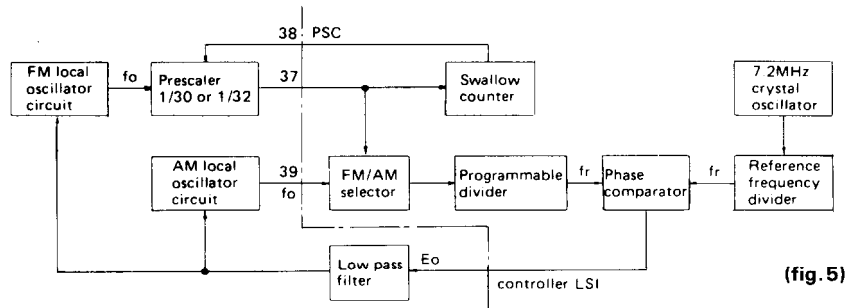 38 PSC
FM local
oscillator
circuit
fo
Prescaler
1/30 or 1/32
37
Swallow
counter
7.2MHz
crystal
oscillator
AM local
oscillator
circuit
39
fo
FM/AM
selector
Programmable
divider
fr
Phase
comparator
fr
Reference
frequency
divider
Low pass
filter
Eo
controller LSI
(fig.5)